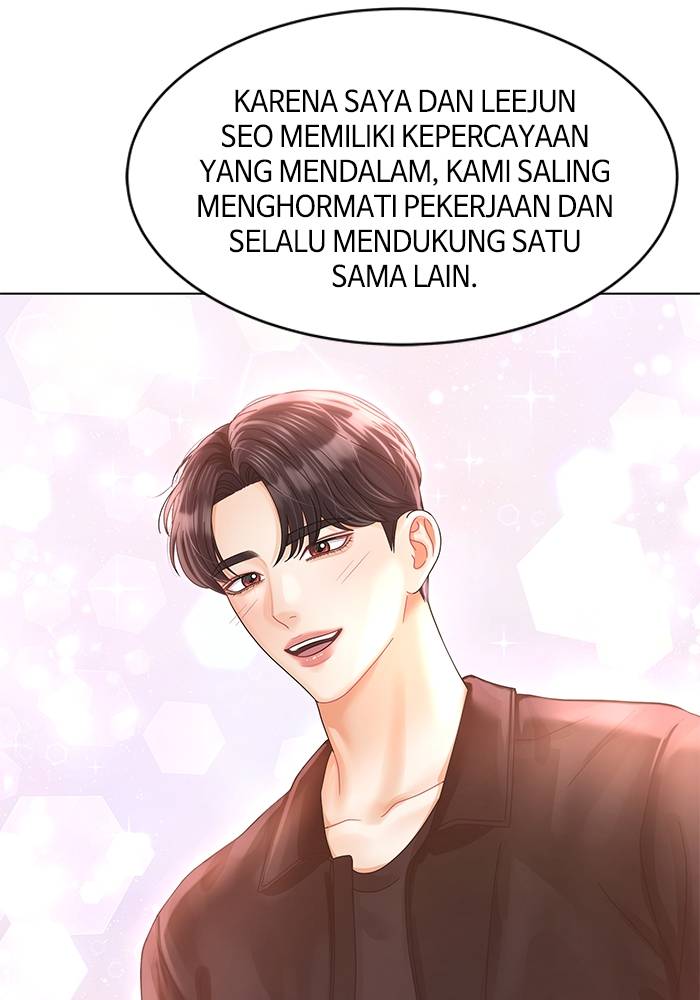 KARENA SAYA DAN LEEJUN
SEO MEMILIKI KEPERCAYAAN
YANG MENDALAM, KAMI SALING
MENGHORMATI PEKERJAAN DAN
SELALU MENDUKUNG SATU
SAMA LAIN.